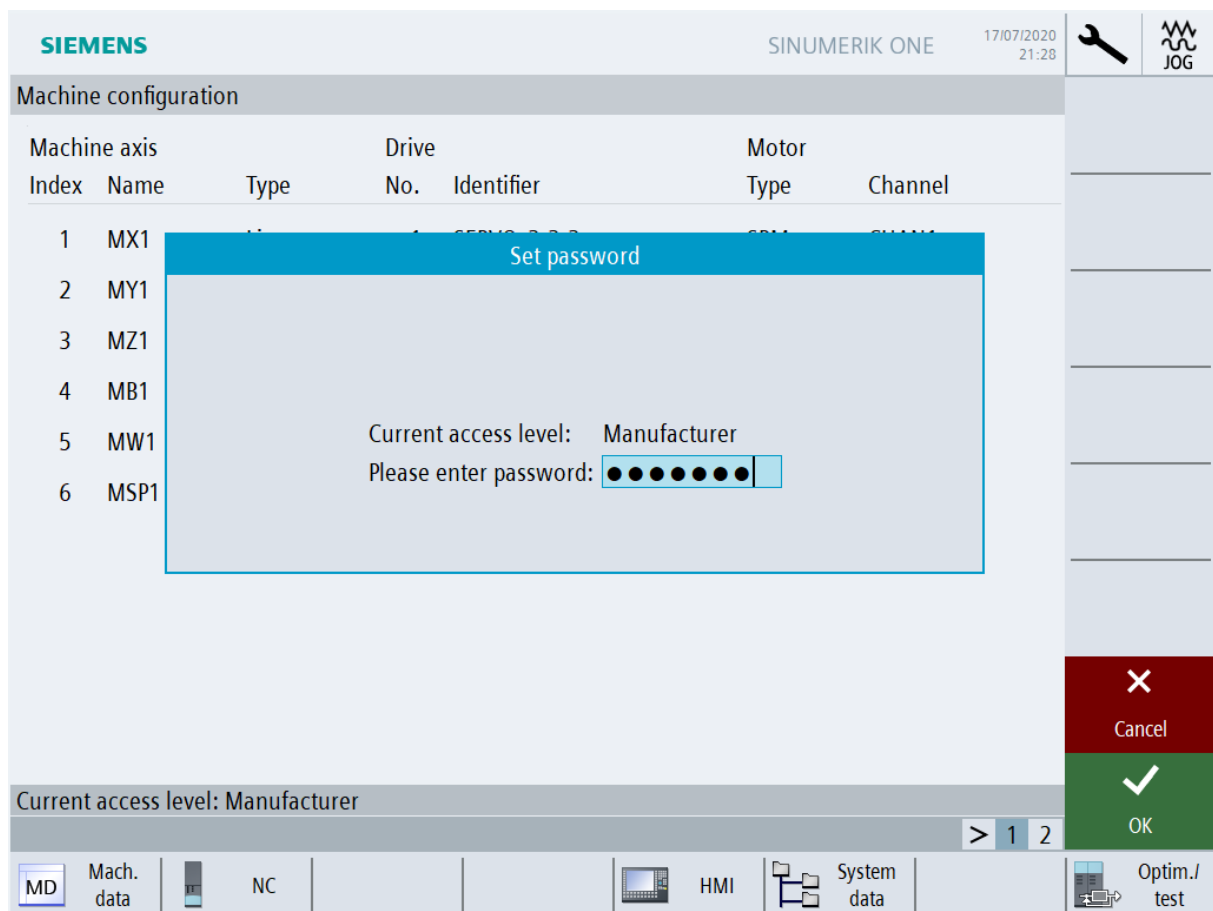 SIEMENS
SINUMERIK ONE
17/07/2020
21:28
JOG
Machine configuration
Machine axis Drive Motor
Index Name Type No. Identifier Type Channel
1 MX1
Set password
2 MY1
3 MZ1
4 MB1
Current access level: Manufacturer
5 MW1
Please enter password: ●●●●●●●
6 MSP1
Cancel
Current access level: Manufacturer
OK
> 1 2
MD Mach. data NC HMI System data Optim./ test